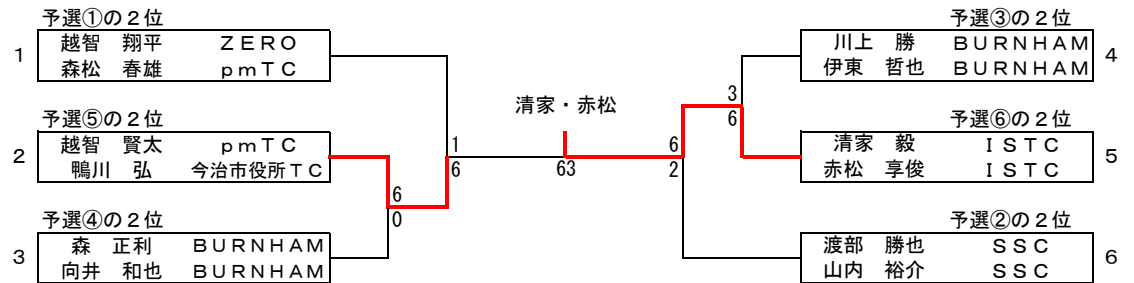 予選①の２位
1 越智 翔平 ＺＥＲＯ
森松 春雄 ｐｍＴＣ
予選⑤の２位
2 越智 賢太 ｐｍＴＣ
鴨川 弘 今治市役所ＴＣ
予選④の２位
3 森 正利 ＢＵＲＮＨＡＭ
向井 和也 ＢＵＲＮＨＡＭ
6
0
1
6
清家・赤松
63
6
2
3
6
予選③の２位
川上 勝 ＢＵＲＮＨＡＭ 4
伊東 哲也 ＢＵＲＮＨＡＭ
予選⑥の２位
清家 毅 ＩＳＴＣ 5
赤松 享俊 ＩＳＴＣ
予選②の２位
渡部 勝也 ＳＳＣ 6
山内 裕介 ＳＳＣ